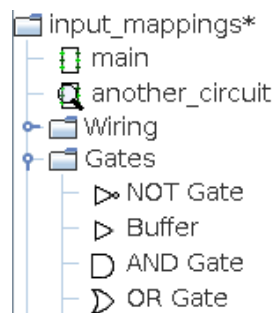 input_mappings*
main
another_circuit
Wiring
Gates
NOT Gate
Buffer
AND Gate
OR Gate